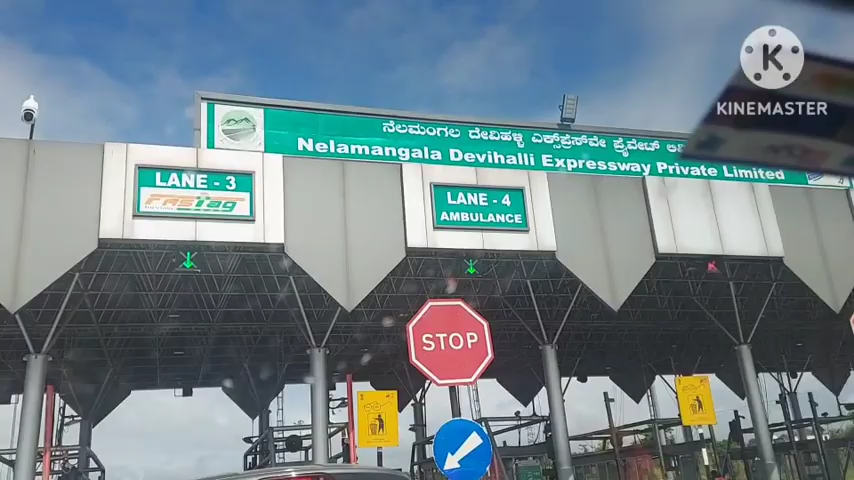 K
KINEMASTER
ನೆಲಮಂಗಲ ದೇವಿಹಳ್ಳಿ ಎಕ್ಸ್‌ಪ್ರೆಸ್‌ವೇ ಪ್ರೈವೇಟ್
Nelamangala Devihalli Expressway Private Limited
LANE - 3
FASTag
LANE - 4
AMBULANCE
STOP